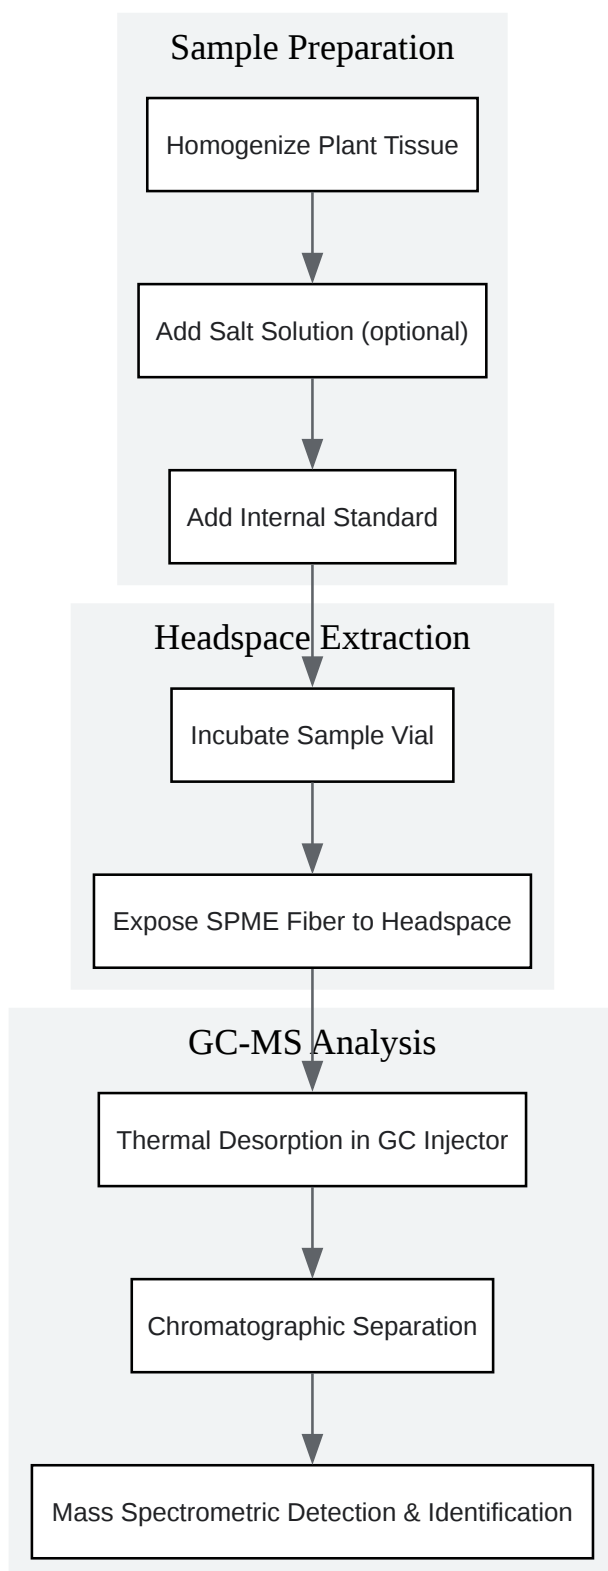 Sample Preparation
Homogenize Plant Tissue
Add Salt Solution (optional)
Add Internal Standard
Headspace Extraction
Incubate Sample Vial
Expose SPME Fiber to Headspace
GC-MS Analysis
Thermal Desorption in GC Injector
Chromatographic Separation
Mass Spectrometric Detection & Identification